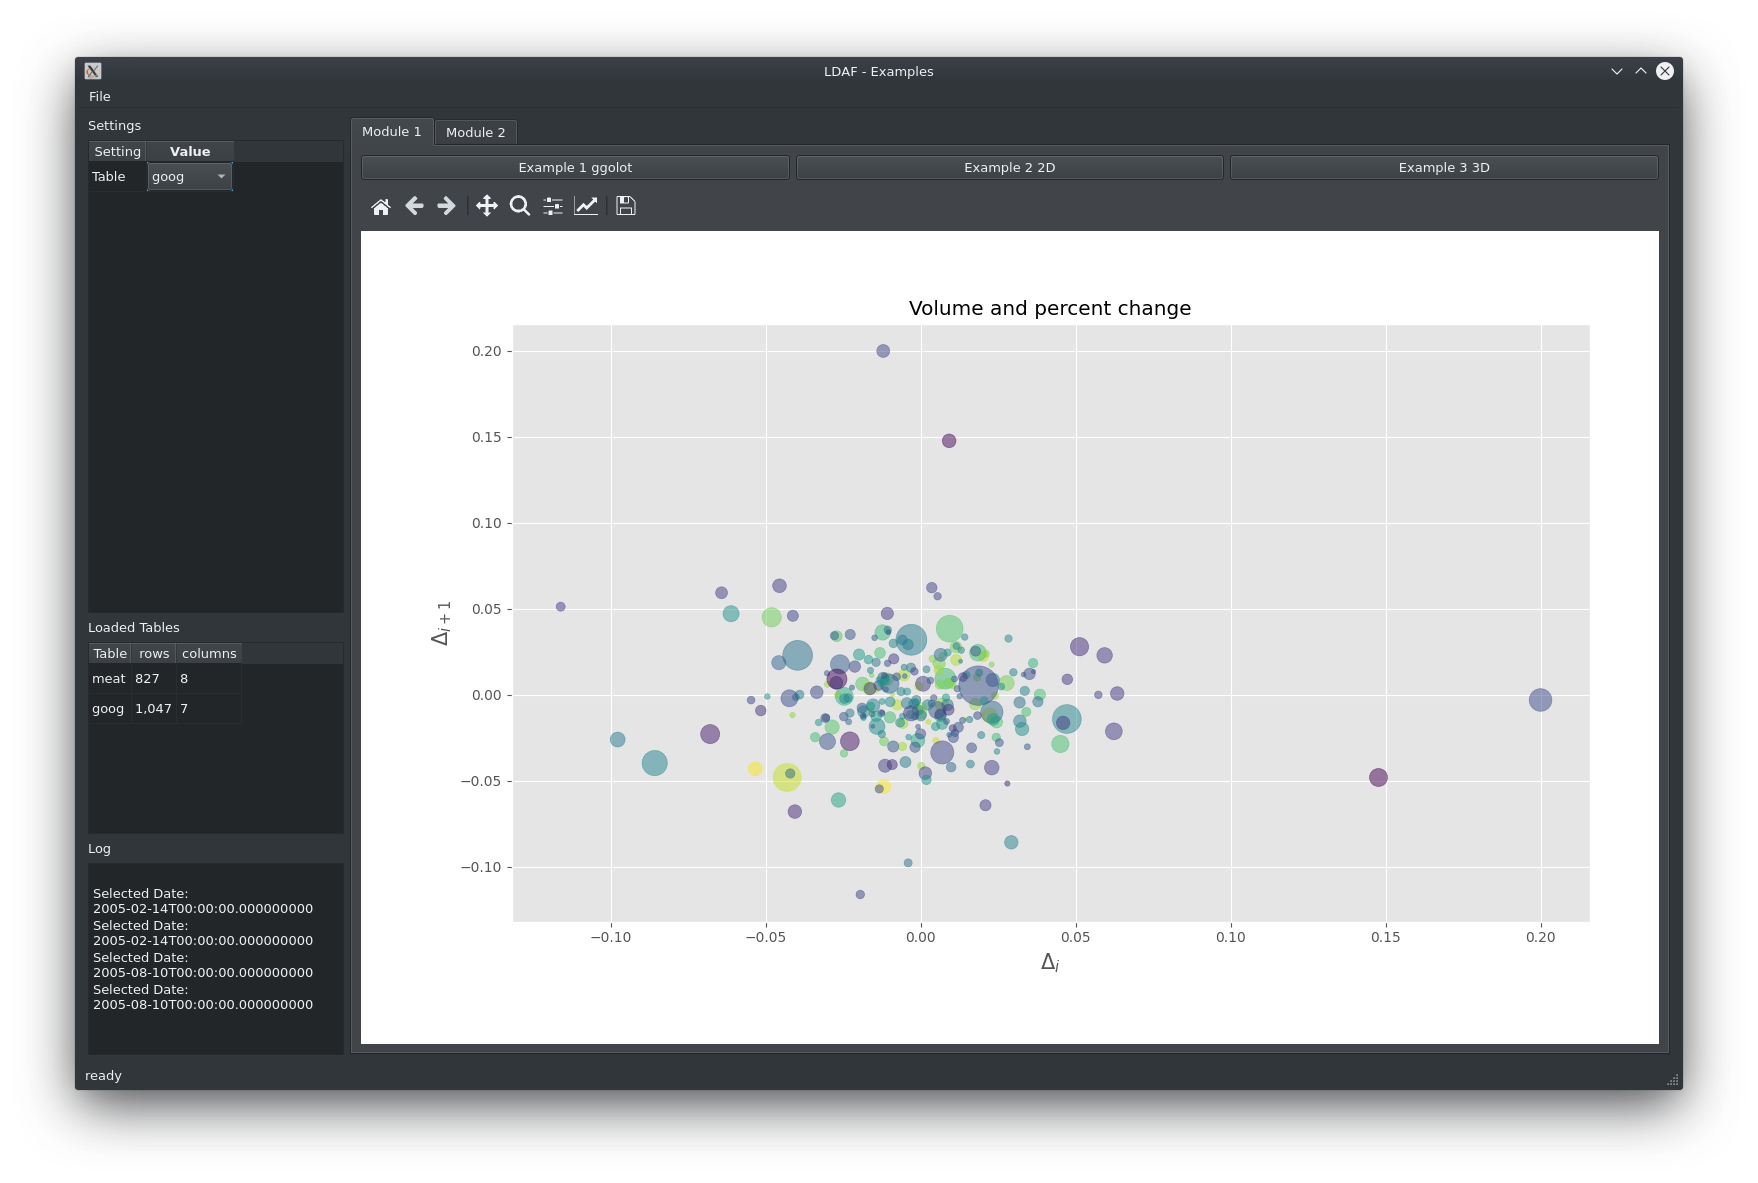 LDAF - Examples
File
Settings
Setting Value
Table goog
Loaded Tables
Table rows columns
meat 827 8
goog 1,047 7
Log
Selected Date:
2005-02-14T00:00:00.000000000
Selected Date:
2005-02-14T00:00:00.000000000
Selected Date:
2005-08-10T00:00:00.000000000
Selected Date:
2005-08-10T00:00:00.000000000
ready
Module 1 Module 2
Example 1 ggolot Example 2 2D Example 3 3D
Volume and percent change
0.20
0.15
0.10
0.05
0.00
−0.05
−0.10
Δi + 1
−0.10 −0.05 0.00 0.05 0.10 0.15 0.20
Δi